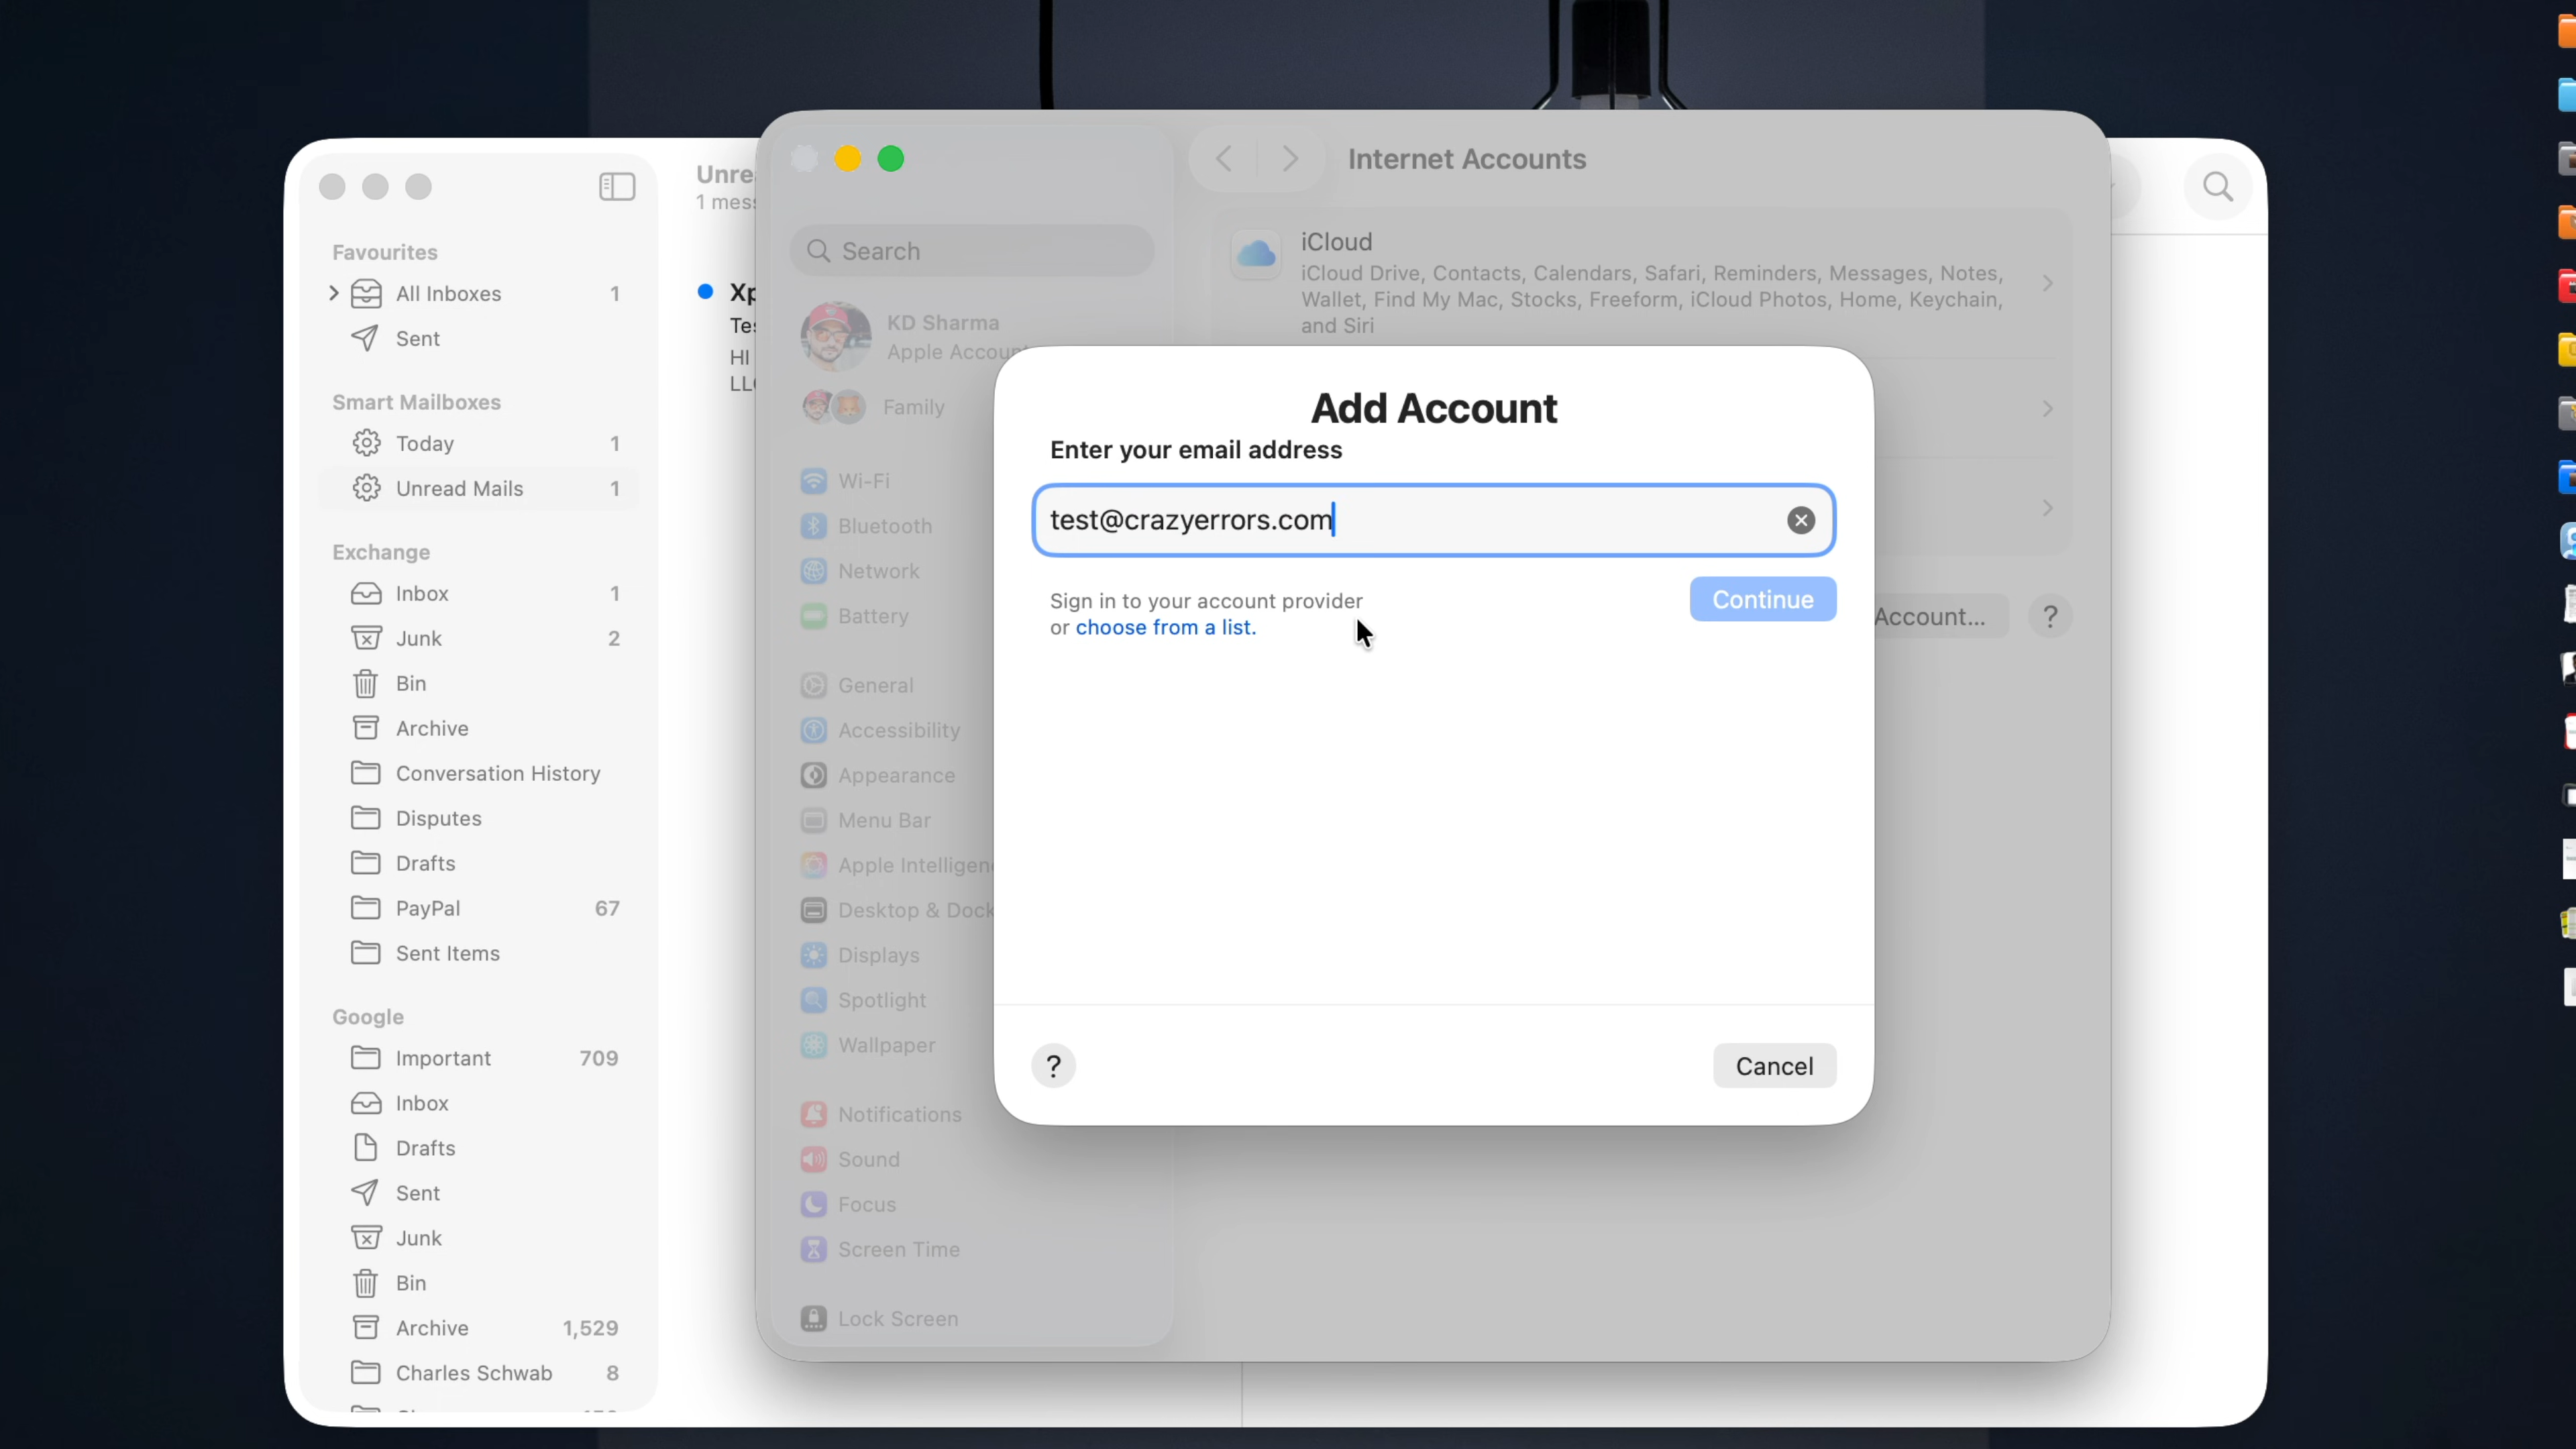 Favourites
All Inboxes 1
Sent
Smart Mailboxes
Today 1
Unread Mails 1
Exchange
Inbox 1
Junk 2
Bin
Archive
Conversation History
Disputes
Drafts
PayPal 67
Sent Items
Google
Important 709
Inbox
Drafts
Sent
Junk
Bin
Archive 1,529
Charles Schwab 8
1 mess
HI
Search
KD Sharma
Apple Account
Family
Wi-Fi
Bluetooth
Network
Battery
General
Accessibility
Appearance
Menu Bar
Apple Intelligen
Desktop & Dock
Displays
Spotlight
Wallpaper
Notifications
Sound
Focus
Screen Time
Lock Screen
Internet Accounts
iCloud
iCloud Drive, Contacts, Calendars, Safari, Reminders, Messages, Notes,
Wallet, Find My Mac, Stocks, Freeform, iCloud Photos, Home, Keychain,
and Siri
Account...
?
Add Account
Enter your email address
test@crazyerrors.com
Sign in to your account provider
or choose from a list.
Continue
?
Cancel